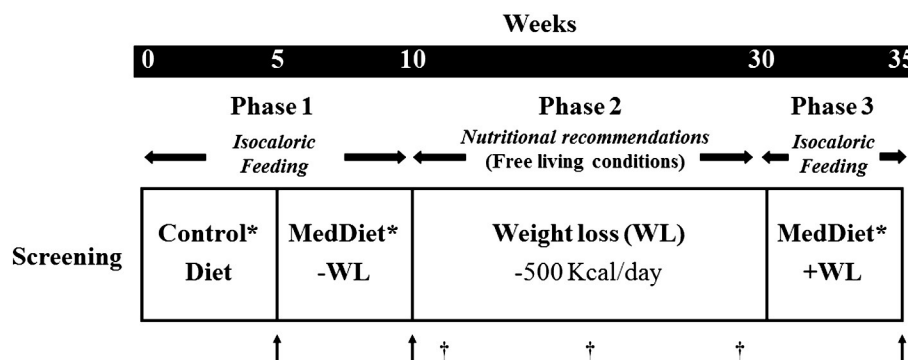 Weeks
0 5 10 30 35
Phase 1 Phase 2 Phase 3
Isocaloric Feeding
Nutritional recommendations
(Free living conditions)
Isocaloric Feeding
Screening
Control*
Diet
MedDiet*
-WL
Weight loss (WL)
-500 Kcal/day
MedDiet*
+WL
† † †